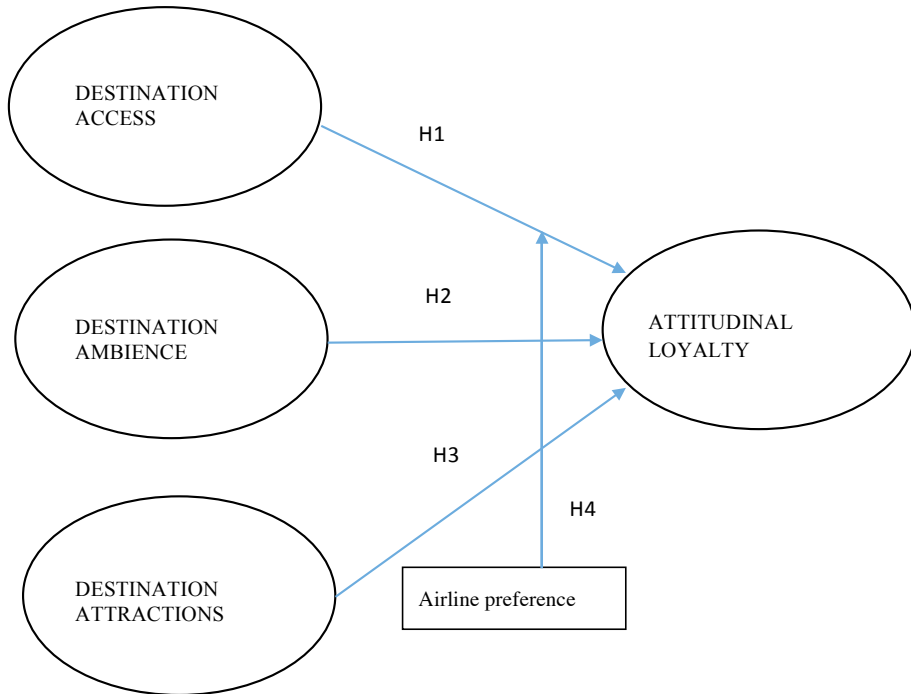 DESTINATION
ACCESS
H1
DESTINATION
AMBIENCE
H2
ATTITUDINAL
LOYALTY
H3
H4
DESTINATION
ATTRACTIONS
Airline preference